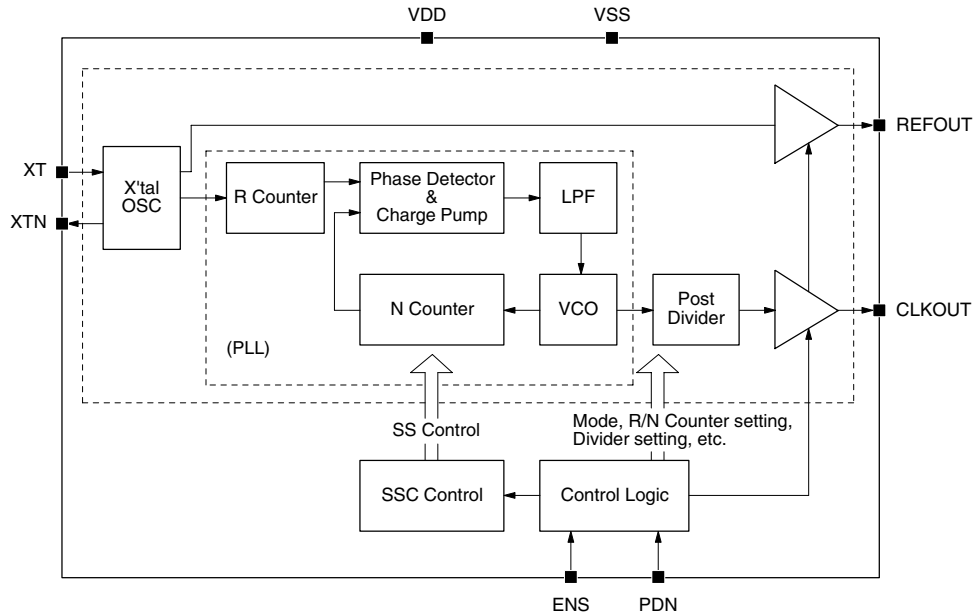 VDD
VSS
REFOUT
XT
X'tal
OSC
R Counter
Phase Detector
&
Charge Pump
LPF
XTN
N Counter
VCO
Post
Divider
CLKOUT
(PLL)
SS Control
Mode, R/N Counter setting,
Divider setting, etc.
SSC Control
Control Logic
ENS
PDN